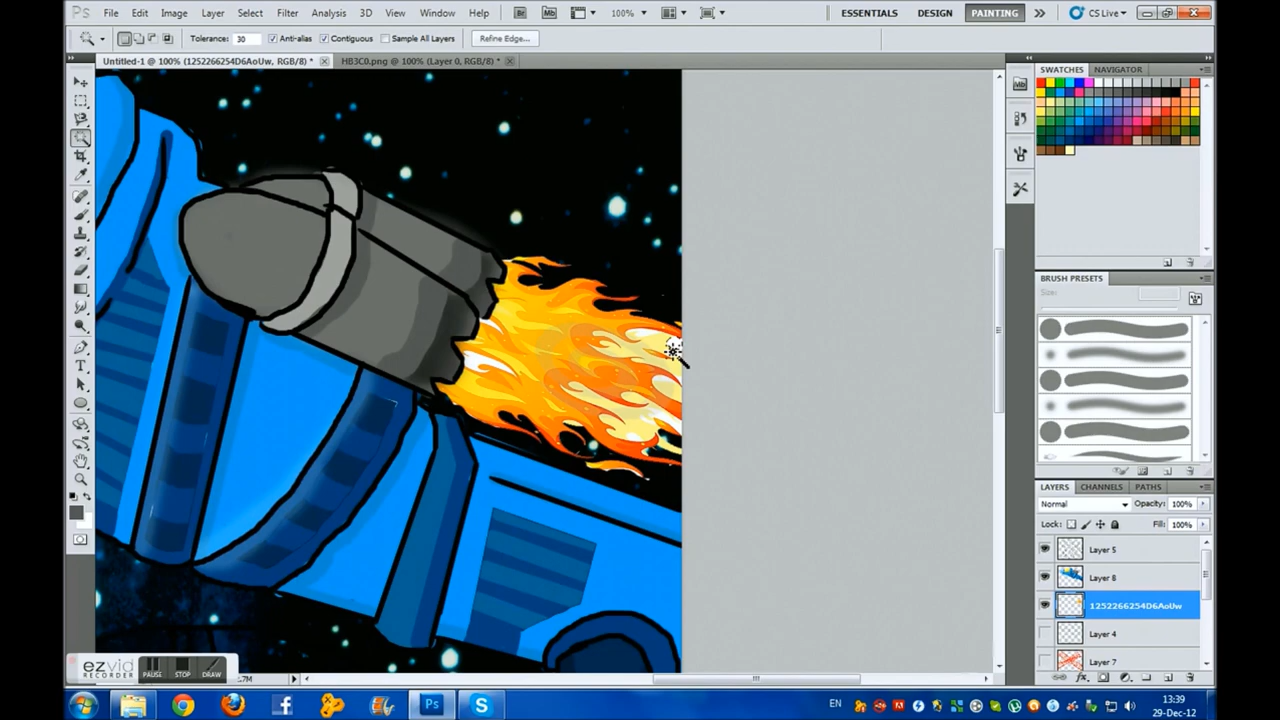 Ps File Edit Image Layer Select Filter Analysis 3D View Window Help Br Mb 100% ESSENTIALS DESIGN PAINTING CS Live
Tolerance: 30 Anti-alias Contiguous Sample All Layers Refine Edge...
Untitled-1 @ 100% (1252266254D6AoUw, RGB/8) * HB3C0.png @ 100% (Layer 0, RGB/8) *
SWATCHES NAVIGATOR
Mb
BRUSH PRESETS
Size:
LAYERS CHANNELS PATHS
Normal Opacity: 100%
Lock: Fill: 100%
Layer 5
Layer 8
1252266254D6AoUw
Layer 4
Layer 7
ezvid
RECORDER
PAUSE STOP DRAW
EN 13:39
29-Dec-12